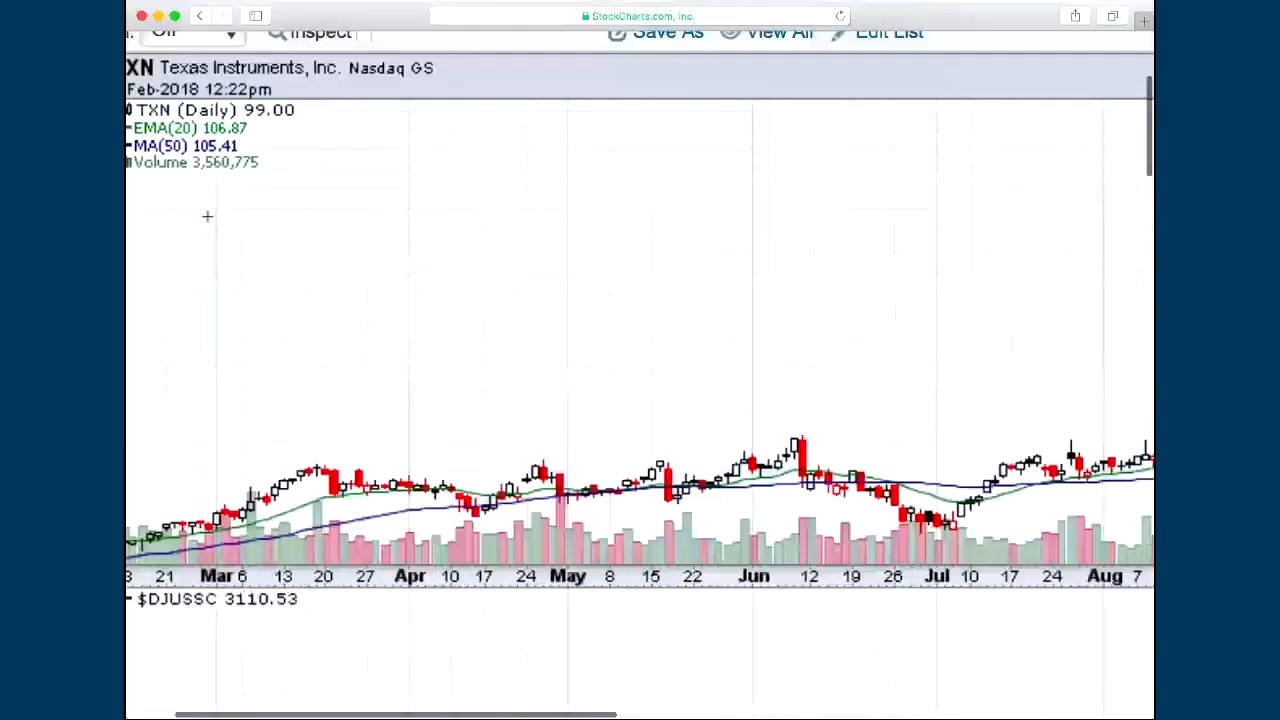 StockCharts.com, Inc.
Off Inspect Save As View All Edit List
XN Texas Instruments, Inc. Nasdaq GS
Feb-2018 12:22pm
TXN (Daily) 99.00
EMA(20) 106.87
MA(50) 105.41
Volume 3,560,775
21 Mar 6 13 20 27 Apr 10 17 24 May 8 15 22 Jun 12 19 26 Jul 10 17 24 Aug 7
$DJUSSC 3110.53